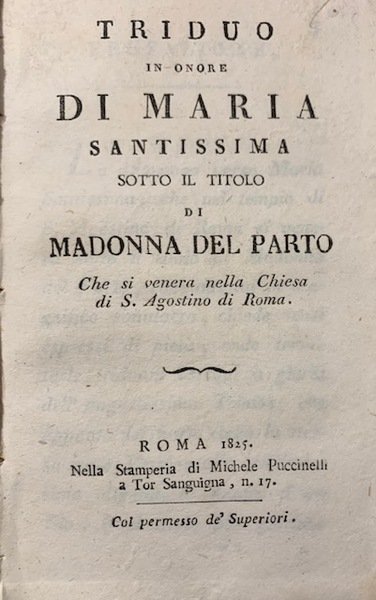 TRIDUO
IN ONORE
DI MARIA
SANTISSIMA
SOTTO IL TITOLO
DI
MADONNA DEL PARTO
Che si venera nella Chiesa
di S. Agostino di Roma.
ROMA 1825.
Nella Stamperia di Michele Puccinelli
a Tor Sanguigna, n. 17.
Col permesso de' Superiori.